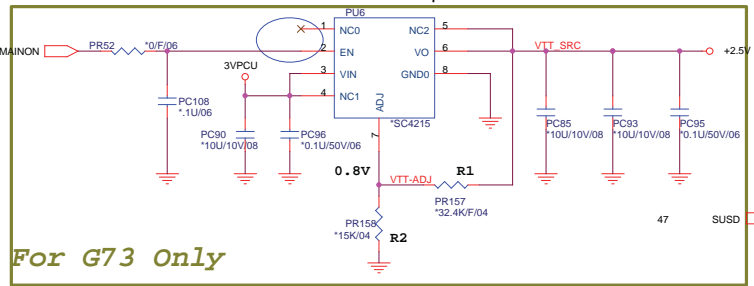 PU6
MAINON
PR52
*0/F/06
1
NC0
NC2
5
2
EN
VO
6
VTT_SRC
+2.5V
3VPCU
3
VIN
GND0
8
4
NC1
ADJ
*SC4215
7
PC108
*.1U/06
PC90
*10U/10V/08
PC96
*0.1U/50V/06
PC85
*10U/10V/08
PC93
*10U/10V/08
PC95
*0.1U/50V/06
0.8V
VTT-ADJ
R1
PR157
*32.4K/F/04
PR158
*15K/04
R2
47
SUSD
For G73 Only